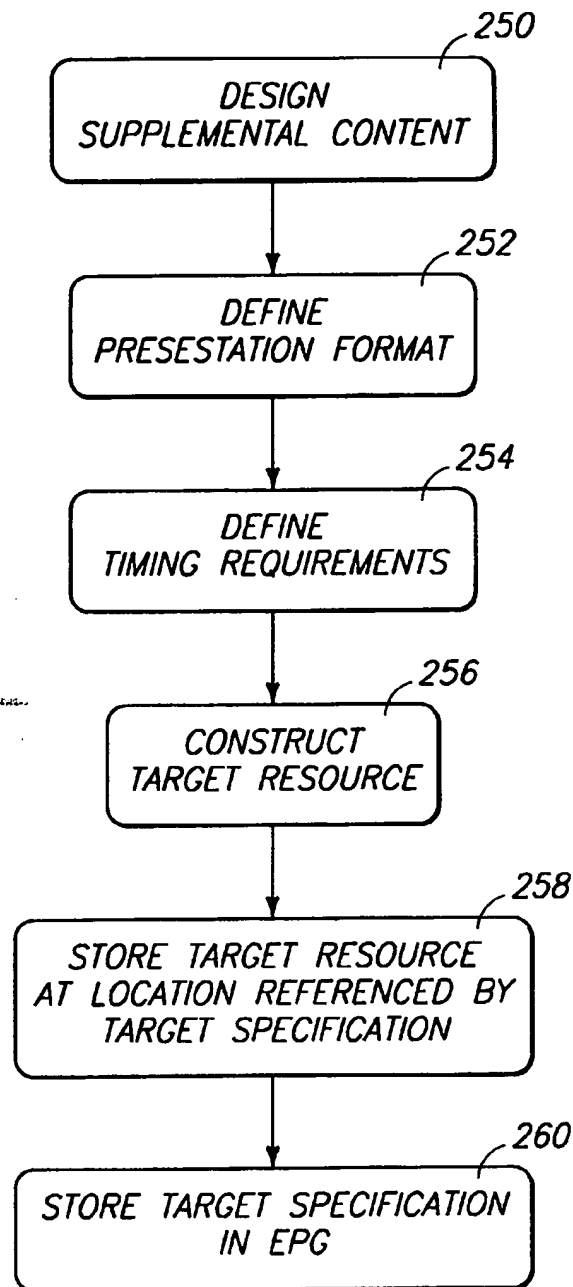 250
DESIGN
SUPPLEMENTAL CONTENT
252
DEFINE
PRESESTATION FORMAT
254
DEFINE
TIMING REQUIREMENTS
256
CONSTRUCT
TARGET RESOURCE
258
STORE TARGET RESOURCE
AT LOCATION REFERENCED BY
TARGET SPECIFICATION
260
STORE TARGET SPECIFICATION
IN EPG